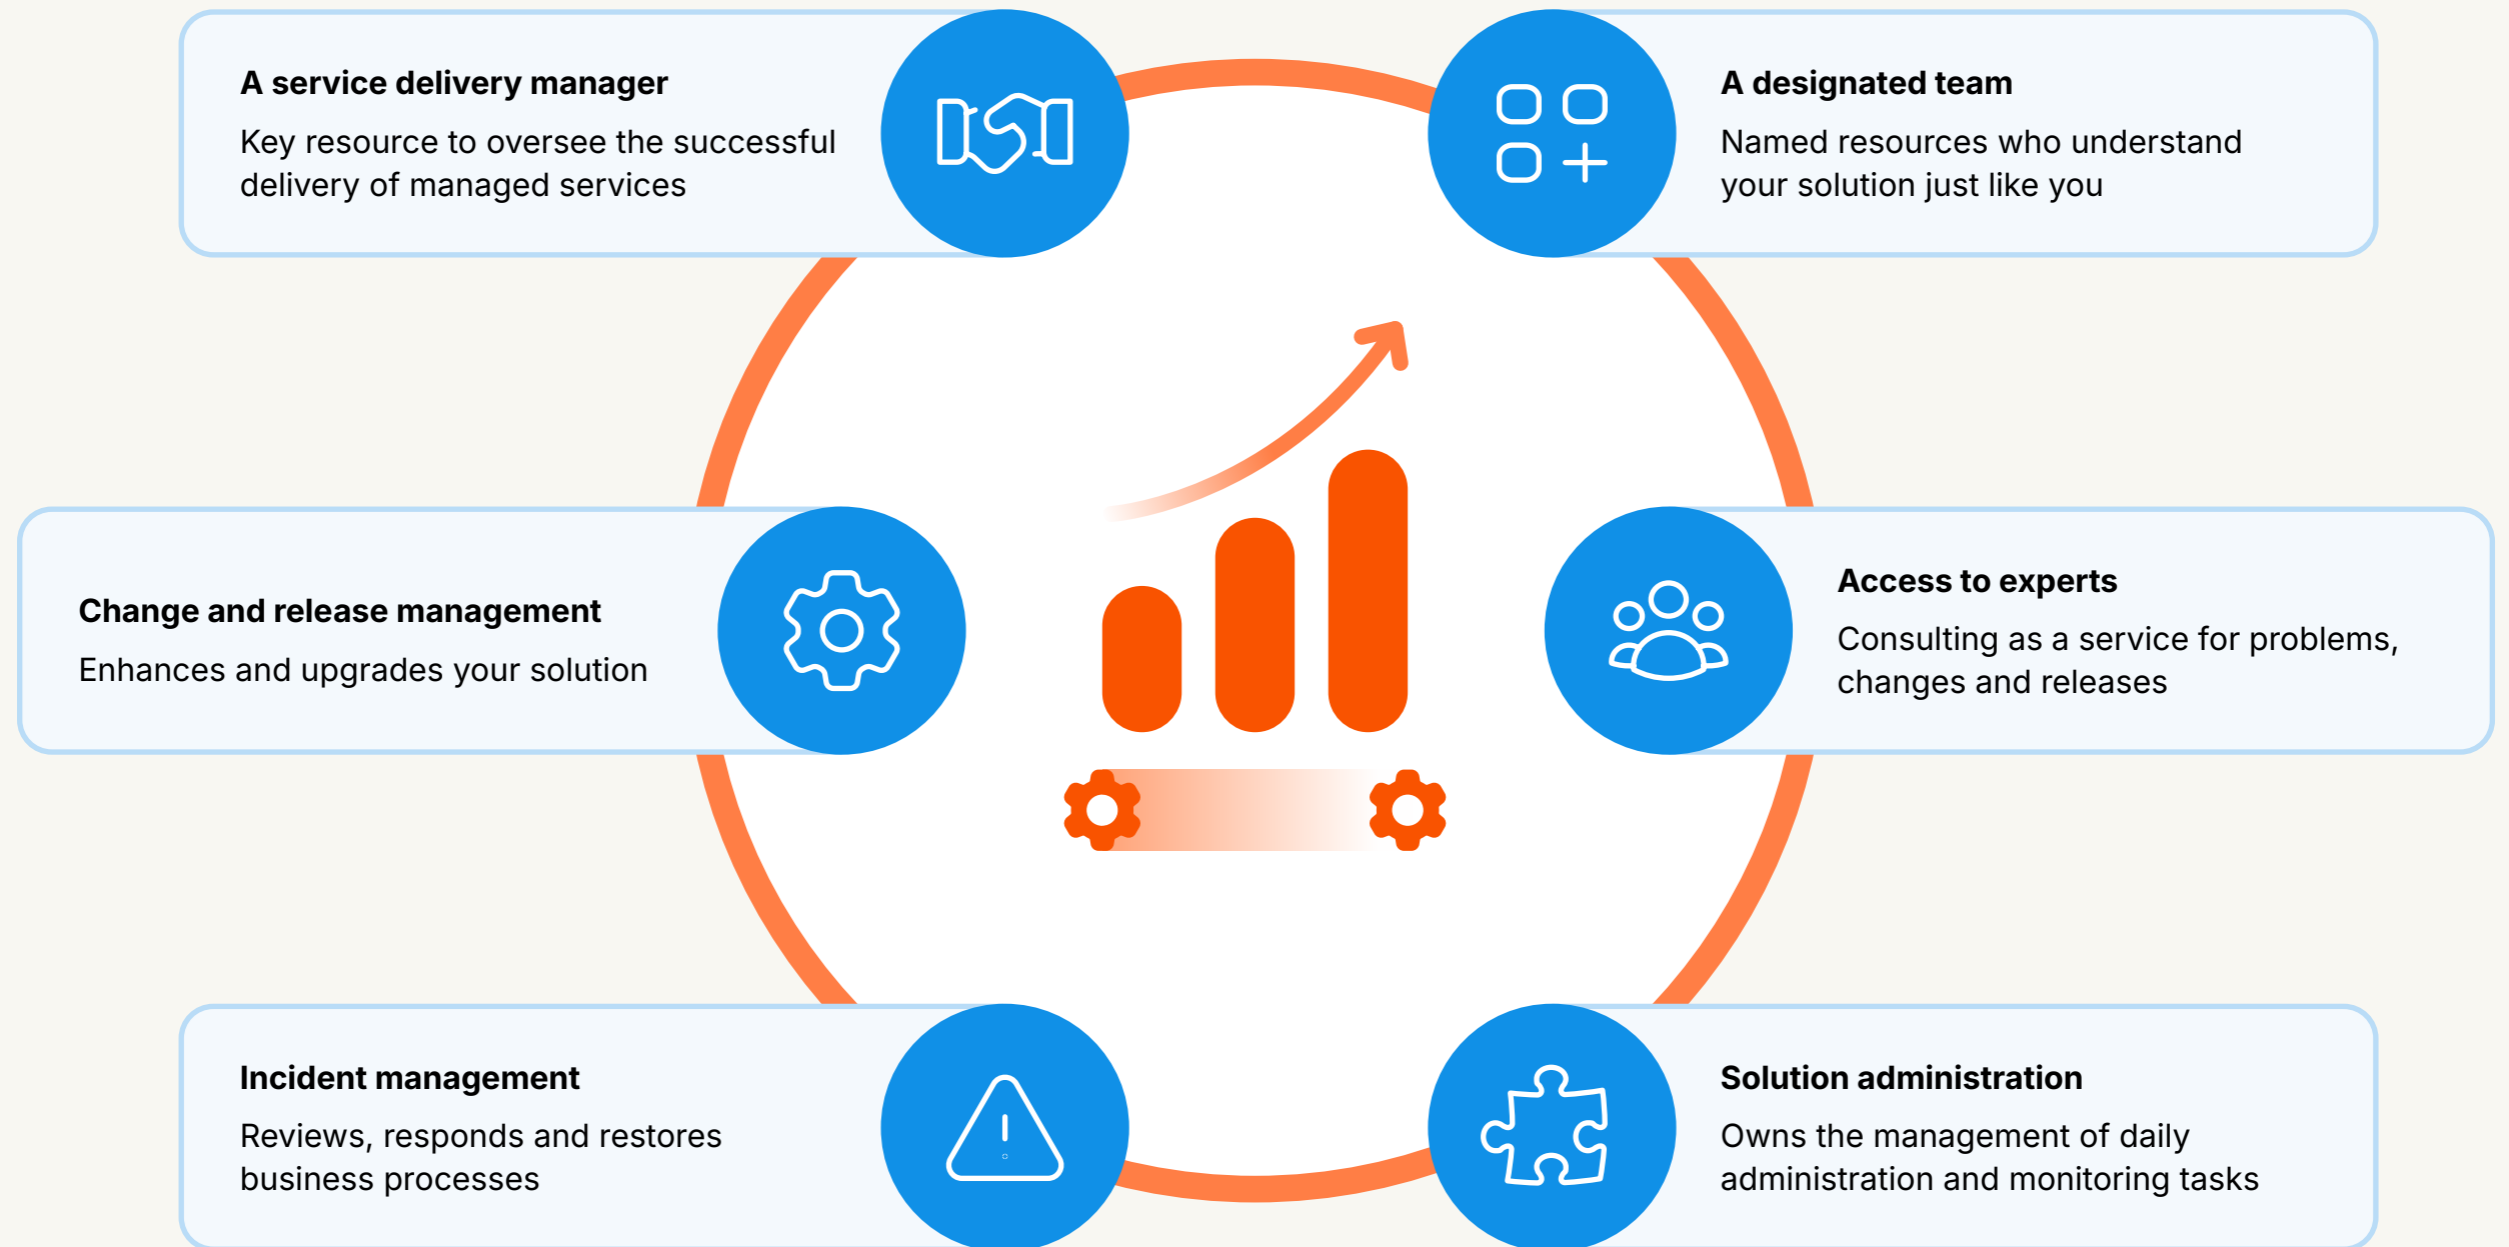 A service delivery manager
Key resource to oversee the successful
delivery of managed services
A designated team
Named resources who understand
your solution just like you
Change and release management
Enhances and upgrades your solution
Access to experts
Consulting as a service for problems,
changes and releases
Incident management
Reviews, responds and restores
business processes
Solution administration
Owns the management of daily
administration and monitoring tasks